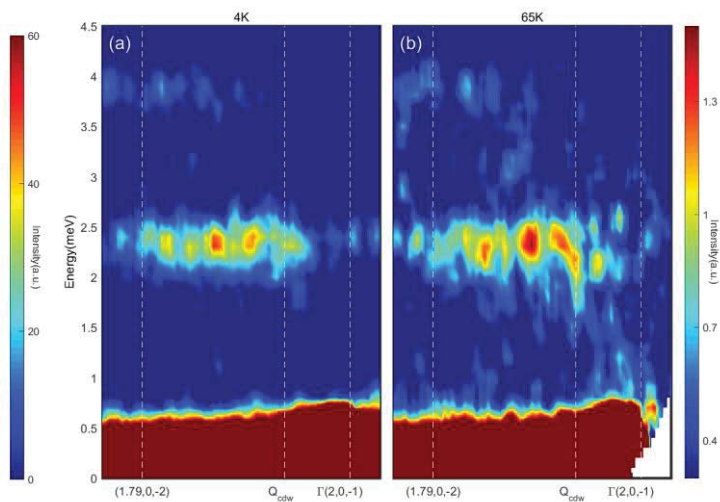 4K
65K
(a)
(b)
60
40
20
0
Intensity(a.u.)
4.5
4
3.5
3
2.5
2
1.5
1
0.5
0
Energy(meV)
(1.79,0,-2)
Q_cdw
Γ(2,0,-1)
(1.79,0,-2)
Q_cdw
Γ(2,0,-1)
1.3
1
0.7
0.4
Intensity(a.u.)